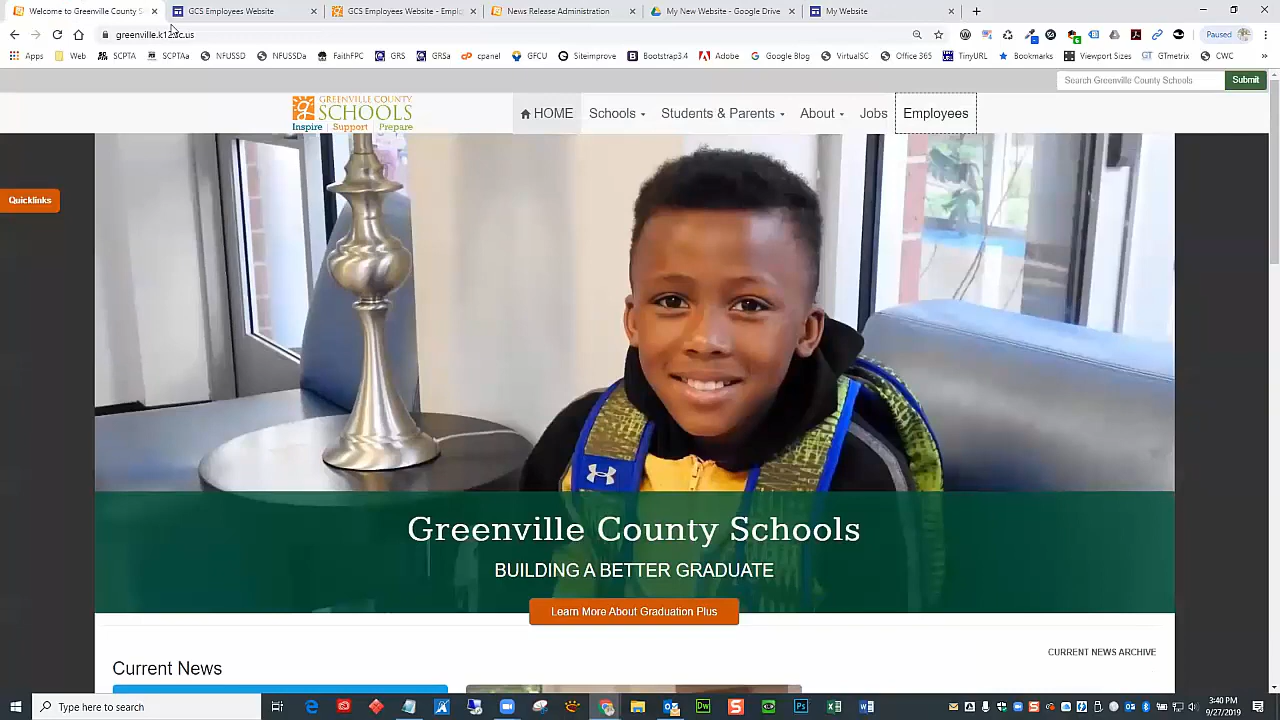 Welcome to Greenville County S
GCS Employees Website
GCS Employees Website - Emplo
News Release Administration
My New Website - Google Drive
My Website
greenville.k12.sc.us
Paused
Apps
Web
SCPTA
SCPTAa
NFUSSD
NFUSSDa
FaithFPC
GRS
GRSa
cpanel
GFCU
Siteimprove
Bootstrap3.4
Adobe
Google Blog
VirtualSC
Office 365
TinyURL
Bookmarks
Viewport Sizes
GTmetrix
CWC
Search Greenville County Schools
Submit
GREENVILLE COUNTY
SCHOOLS
Inspire | Support | Prepare
HOME
Schools
Students & Parents
About
Jobs
Employees
Quicklinks
Greenville County Schools
BUILDING A BETTER GRADUATE
Learn More About Graduation Plus
CURRENT NEWS ARCHIVE
Current News
Type here to search
3:40 PM
9/27/2019